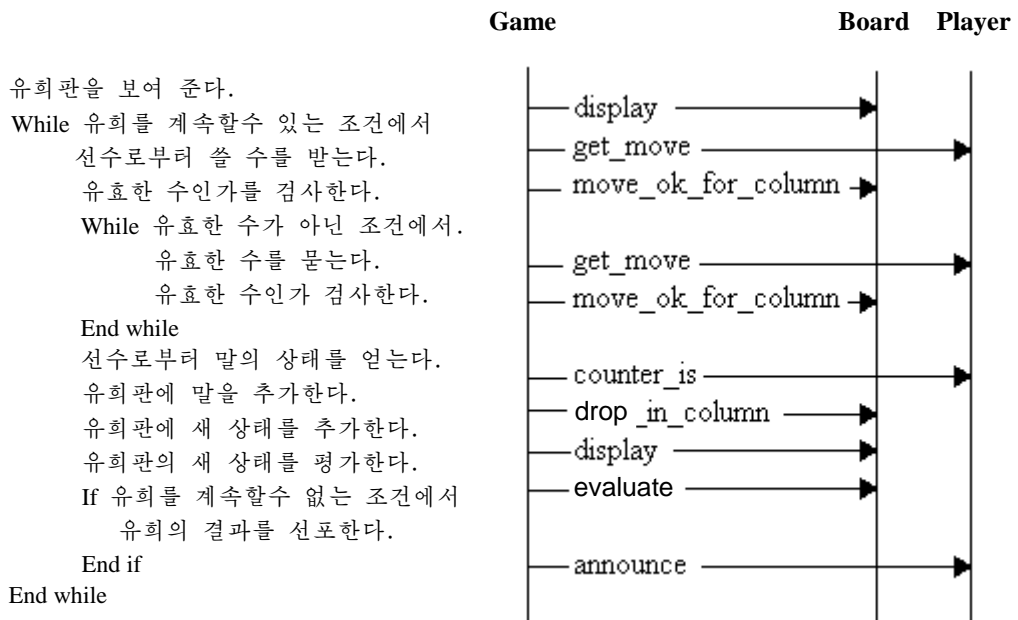 Game Board Player
유희판을 보여 준다.
display
While 유희를 계속할수 있는 조건에서
선수로부터 쓸 수를 받는다.
get_move
유효한 수인가를 검사한다.
move_ok_for_column
While 유효한 수가 아닌 조건에서.
유효한 수를 묻는다.
get_move
유효한 수인가 검사한다.
move_ok_for_column
End while
선수로부터 말의 상태를 얻는다.
counter_is
유희판에 말을 추가한다.
drop _in_column
유희판에 새 상태를 추가한다.
display
유희판의 새 상태를 평가한다.
evaluate
If 유희를 계속할수 없는 조건에서
유희의 결과를 선포한다.
End if
announce
End while